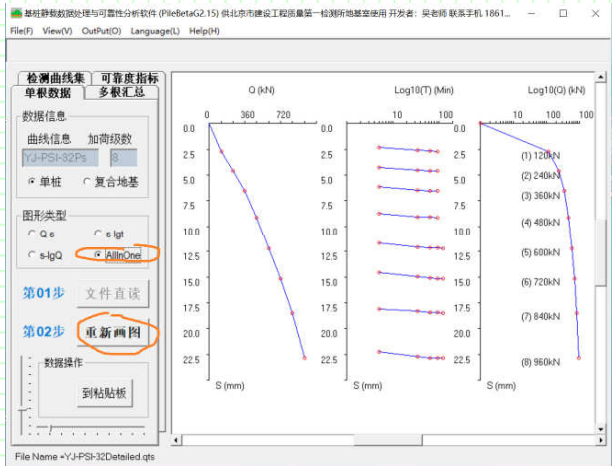 基桩静载数据处理与可靠性分析软件 (PileBetaG2.15) 供北京市建设工程质量第一检测所地基室使用 开发者：吴老师 联系手机 1861...
File(F) View(V) OutPut(O) Language(L) Help(H)
检测曲线集 可靠度指标
单根数据 多根汇总
数据信息
曲线信息 加荷级数
YJ-PSI-32Ps 8
单桩 复合地基
图形类型
Q s s lgt
s-lgQ AllInOne
第01步 文件直读
第02步 重新画图
数据操作
到粘贴板
Q (kN)
0 360 720
0.0
2.5
5.0
7.5
10.0
12.5
15.0
17.5
20.0
22.5
S (mm)
Log10(T) (Min)
10 100
0.0
2.5
5.0
7.5
10.0
12.5
15.0
17.5
20.0
22.5
S (mm)
Log10(Q) (kN)
10 100 100
0.0
2.5
5.0
7.5
10.0
12.5
15.0
17.5
20.0
22.5
(1) 120kN
(2) 240kN
(3) 360kN
(4) 480kN
(5) 600kN
(6) 720kN
(7) 840kN
(8) 960kN
S (mm)
File Name =YJ-PSI-32Detailed.qts